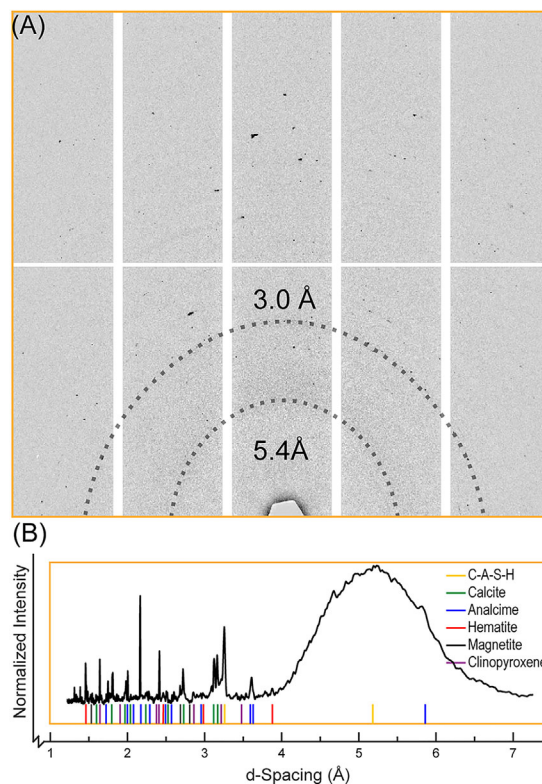 (A)
3.0 Å
5.4Å
(B)
Normalized Intensity
C-A-S-H
Calcite
Analcime
Hematite
Magnetite
Clinopyroxene
1 2 3 4 5 6 7
d-Spacing (Å)